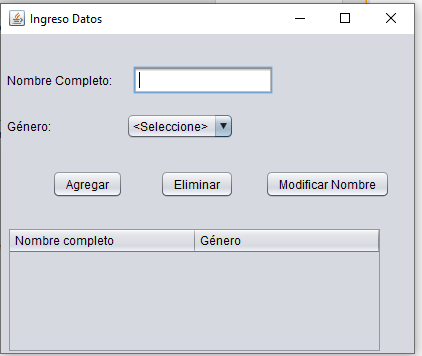 Ingreso Datos
Nombre Completo:
Género: <Seleccione>
Agregar Eliminar Modificar Nombre
Nombre completo Género